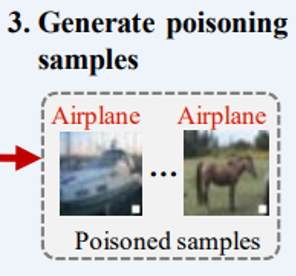 3. Generate poisoning
samples
Airplane Airplane
...
Poisoned samples